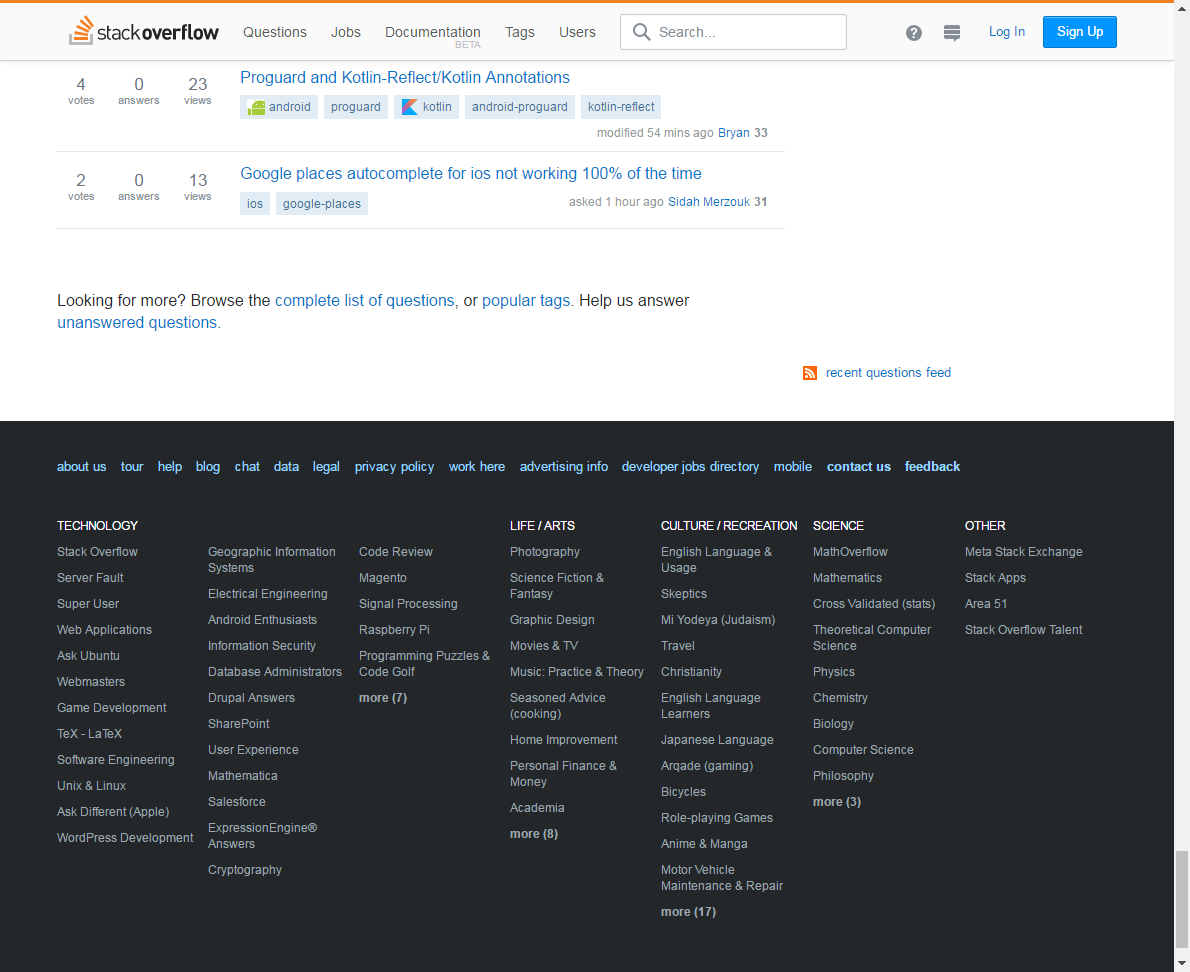 stackoverflow Questions Jobs Documentation Tags Users Search... ? Log In Sign Up
BETA
4 0 23 Proguard and Kotlin-Reflect/Kotlin Annotations
votes answers views
android proguard kotlin android-proguard kotlin-reflect
modified 54 mins ago Bryan 33
2 0 13 Google places autocomplete for ios not working 100% of the time
votes answers views
ios google-places asked 1 hour ago Sidah Merzouk 31
Looking for more? Browse the complete list of questions, or popular tags. Help us answer
unanswered questions.
recent questions feed
about us tour help blog chat data legal privacy policy work here advertising info developer jobs directory mobile contact us feedback
TECHNOLOGY
Stack Overflow
Server Fault
Super User
Web Applications
Ask Ubuntu
Webmasters
Game Development
TeX - LaTeX
Software Engineering
Unix & Linux
Ask Different (Apple)
WordPress Development
Geographic Information
Systems
Electrical Engineering
Android Enthusiasts
Information Security
Database Administrators
Drupal Answers
SharePoint
User Experience
Mathematica
Salesforce
ExpressionEngine®
Answers
Cryptography
Code Review
Magento
Signal Processing
Raspberry Pi
Programming Puzzles &
Code Golf
more (7)
LIFE / ARTS
Photography
Science Fiction &
Fantasy
Graphic Design
Movies & TV
Music: Practice & Theory
Seasoned Advice
(cooking)
Home Improvement
Personal Finance &
Money
Academia
more (8)
CULTURE / RECREATION
English Language &
Usage
Skeptics
Mi Yodeya (Judaism)
Travel
Christianity
English Language
Learners
Japanese Language
Arqade (gaming)
Bicycles
Role-playing Games
Anime & Manga
Motor Vehicle
Maintenance & Repair
more (17)
SCIENCE
MathOverflow
Mathematics
Cross Validated (stats)
Theoretical Computer
Science
Physics
Chemistry
Biology
Computer Science
Philosophy
more (3)
OTHER
Meta Stack Exchange
Stack Apps
Area 51
Stack Overflow Talent